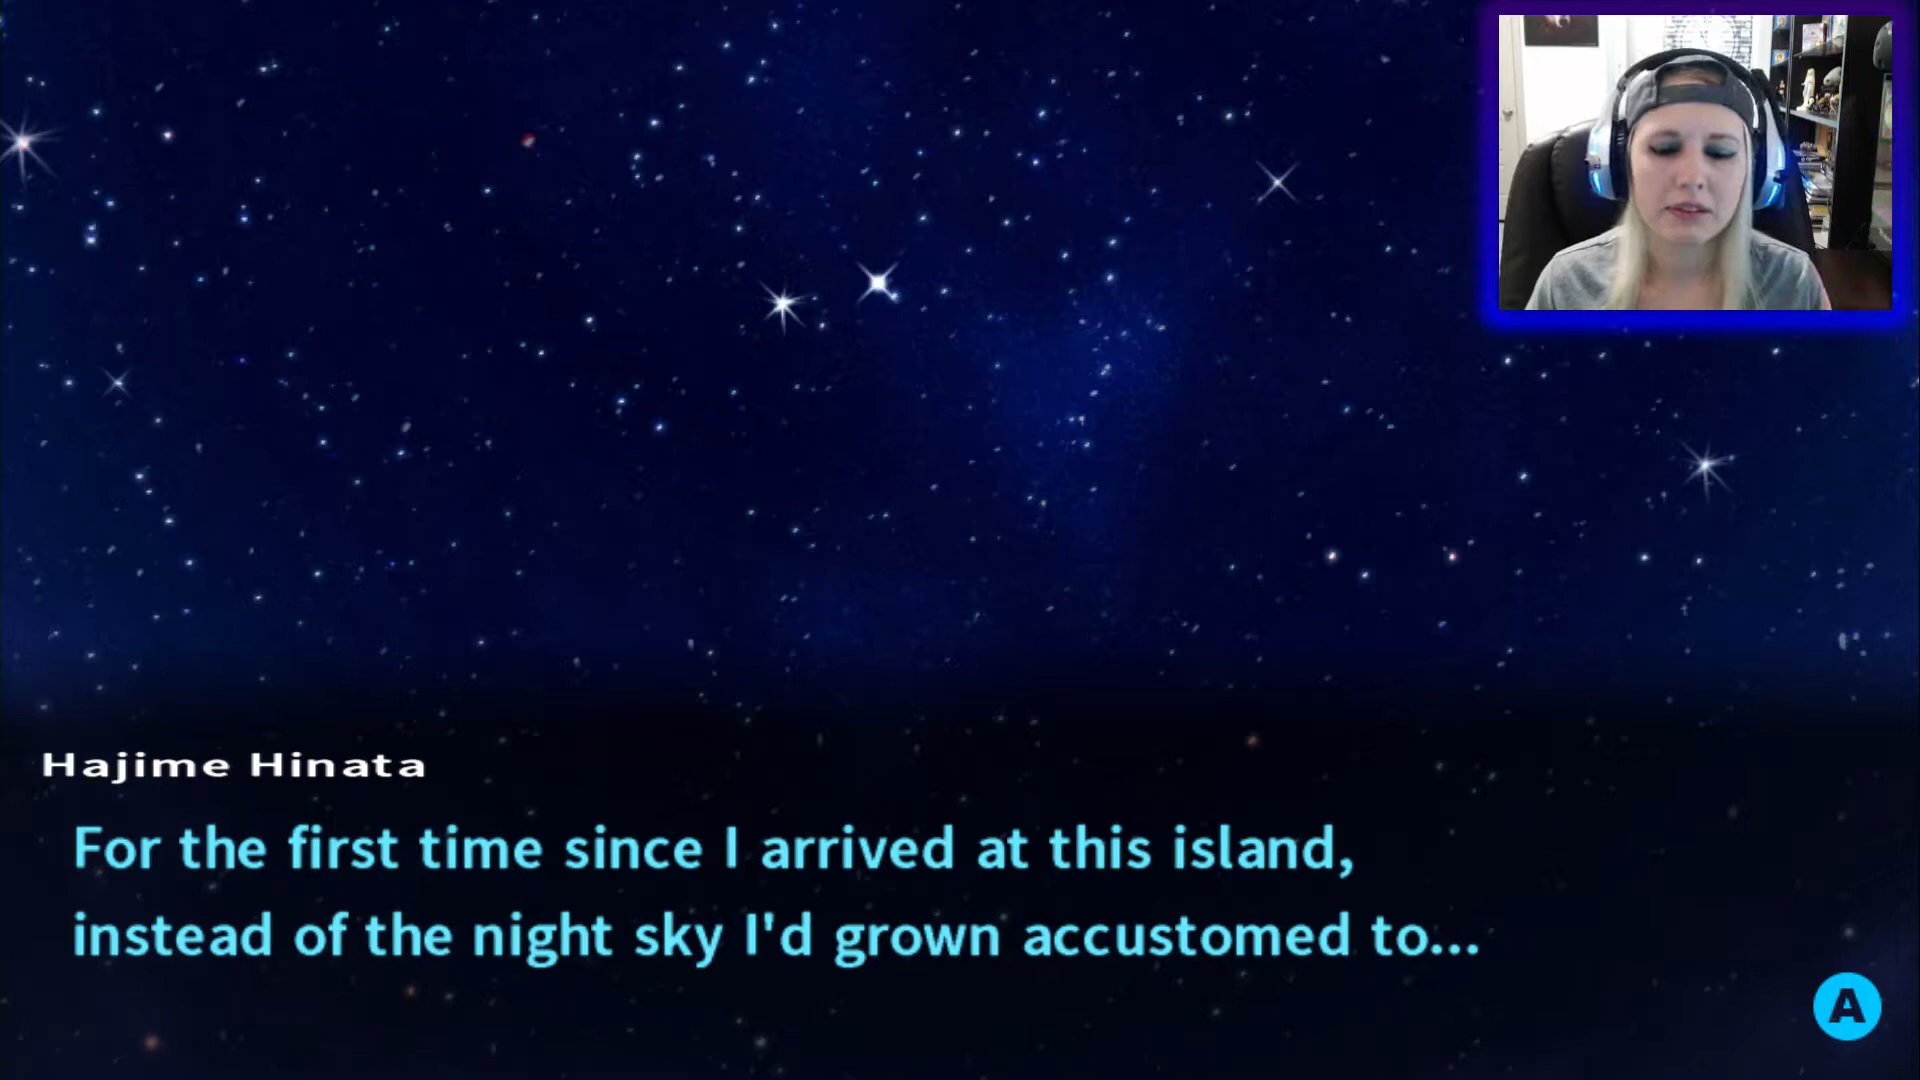 Hajime Hinata
For the first time since I arrived at this island,
instead of the night sky I'd grown accustomed to...
A